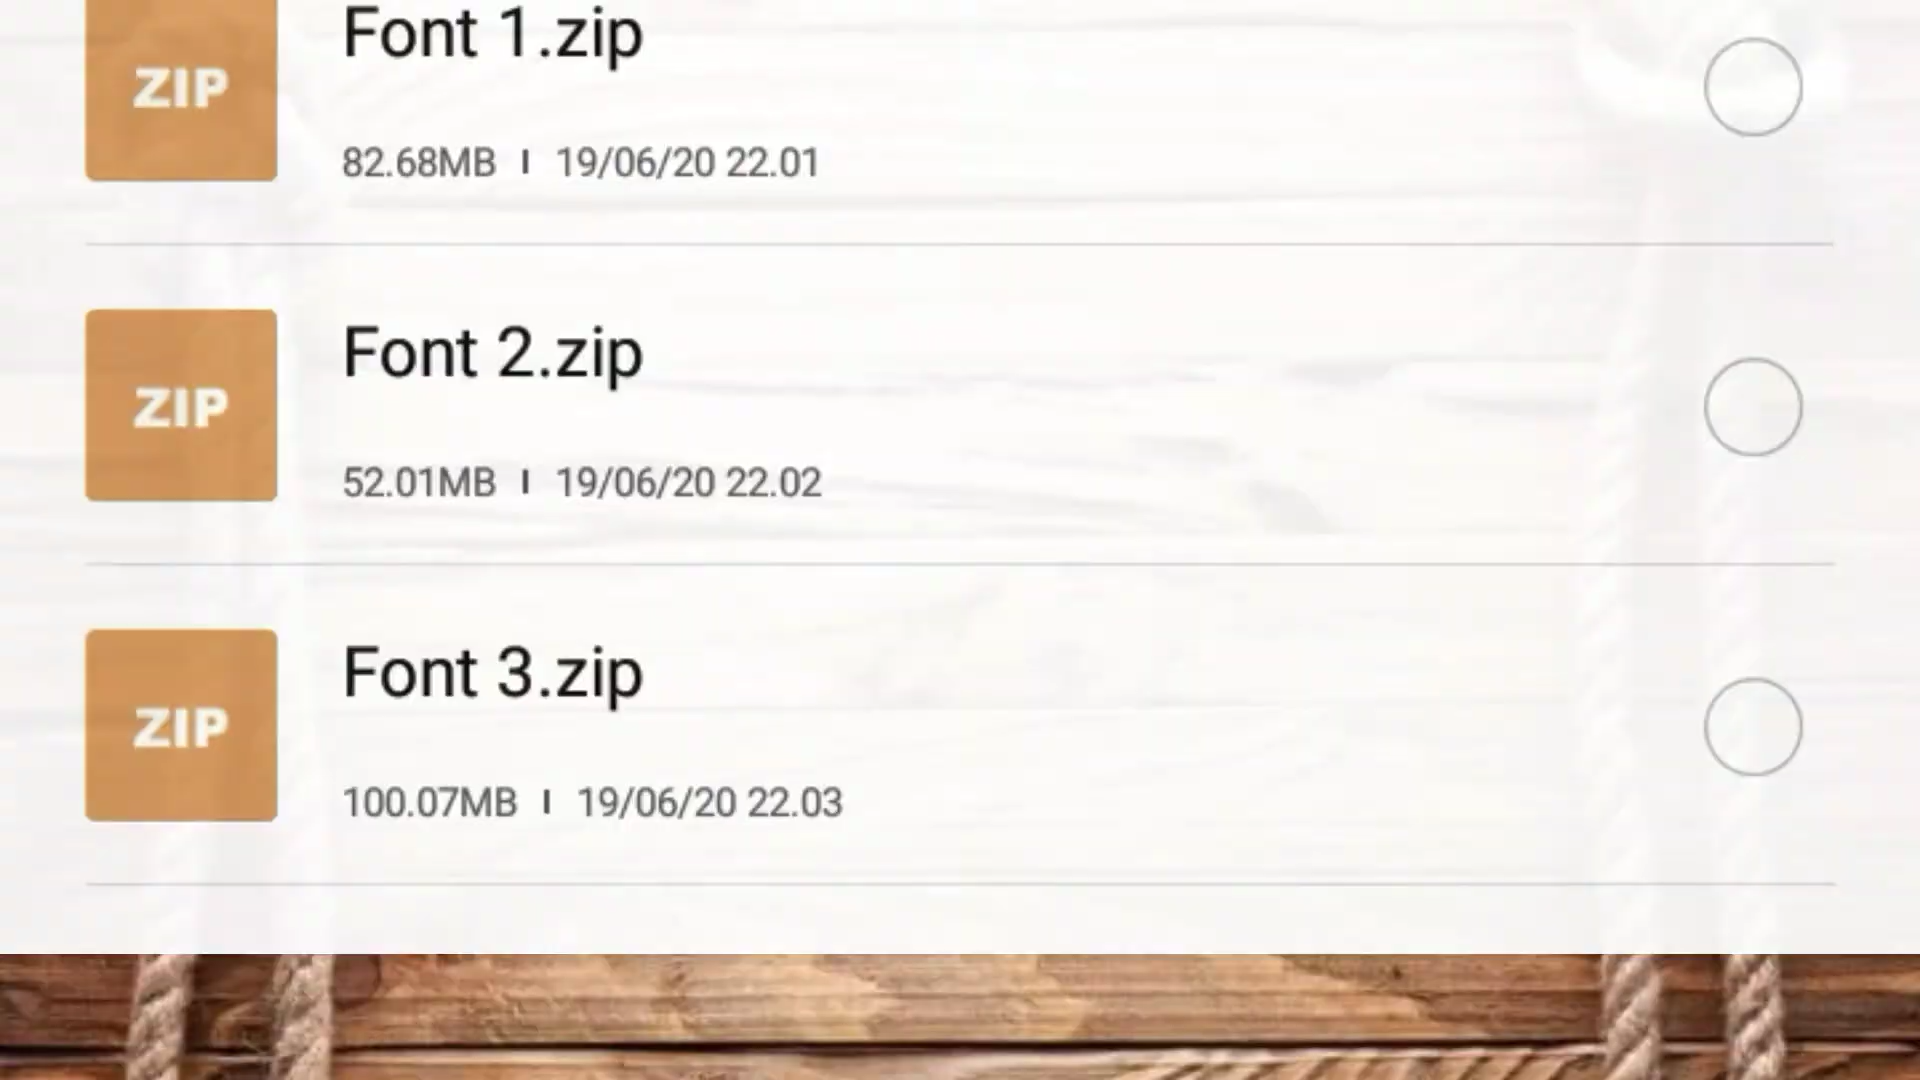 Font 1.zip
ZIP
82.68MB I 19/06/20 22.01
Font 2.zip
ZIP
52.01MB I 19/06/20 22.02
Font 3.zip
ZIP
100.07MB I 19/06/20 22.03